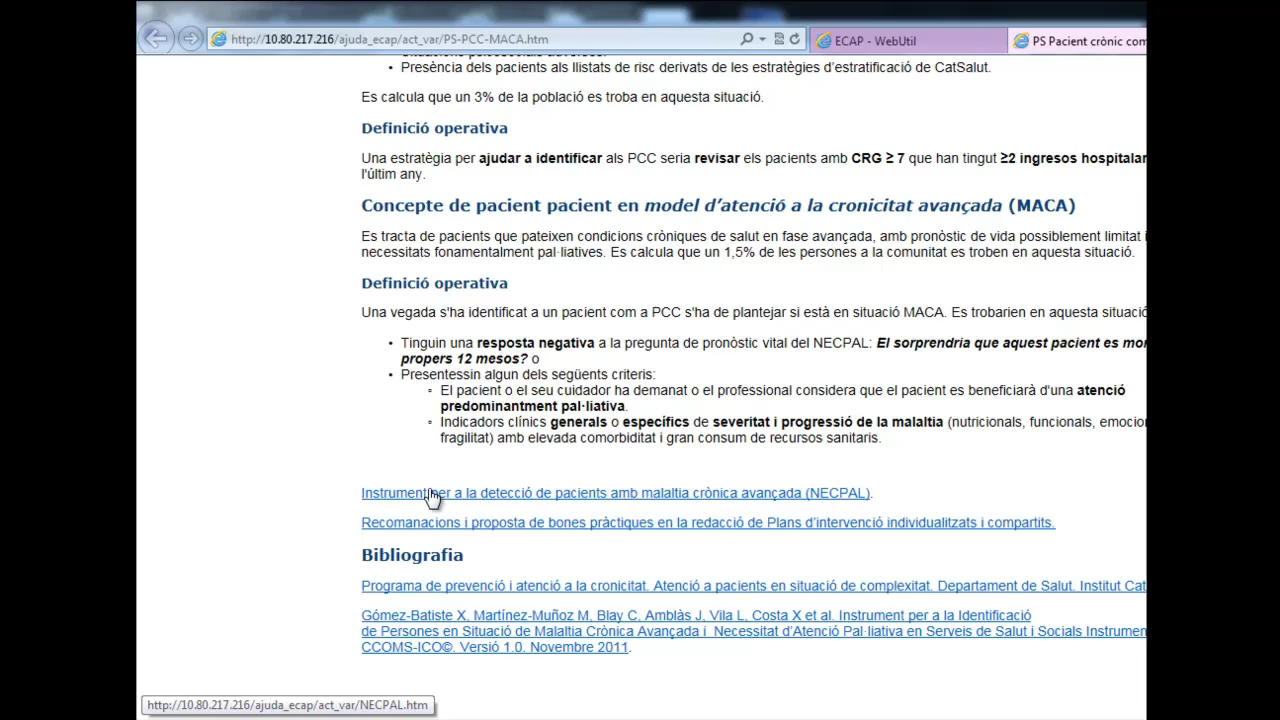 http://10.80.217.216/ajuda_ecap/act_var/PS-PCC-MACA.htm
ECAP - WebUtil
PS Pacient crònic com
• Presència dels pacients als llistats de risc derivats de les estratègies d'estratificació de CatSalut.
Es calcula que un 3% de la població es troba en aquesta situació.
Definició operativa
Una estratègia per ajudar a identificar als PCC seria revisar els pacients amb CRG ≥ 7 que han tingut ≥2 ingresos hospitalar
l'últim any.
Concepte de pacient pacient en model d'atenció a la cronicitat avançada (MACA)
Es tracta de pacients que pateixen condicions cròniques de salut en fase avançada, amb pronòstic de vida possiblement limitat i
necessitats fonamentalment pal·liatives. Es calcula que un 1,5% de les persones a la comunitat es troben en aquesta situació.
Definició operativa
Una vegada s'ha identificat a un pacient com a PCC s'ha de plantejar si està en situació MACA. Es trobarien en aquesta situació
• Tinguin una resposta negativa a la pregunta de pronòstic vital del NECPAL: El sorprendria que aquest pacient es mor
propers 12 mesos? o
• Presentessin algun dels següents criteris:
◦ El pacient o el seu cuidador ha demanat o el professional considera que el pacient es beneficiarà d'una atenció
predominantment pal·liativa.
◦ Indicadors clínics generals o específics de severitat i progressió de la malaltia (nutricionals, funcionals, emocion
fragilitat) amb elevada comorbiditat i gran consum de recursos sanitaris.
Instrument per a la detecció de pacients amb malaltia crònica avançada (NECPAL).
Recomanacions i proposta de bones pràctiques en la redacció de Plans d'intervenció individualitzats i compartits.
Bibliografia
Programa de prevenció i atenció a la cronicitat. Atenció a pacients en situació de complexitat. Departament de Salut. Institut Cat
Gómez-Batiste X, Martínez-Muñoz M, Blay C, Amblàs J, Vila L, Costa X et al. Instrument per a la Identificació
de Persones en Situació de Malaltia Crònica Avançada i Necessitat d'Atenció Pal·liativa en Serveis de Salut i Socials Instrumen
CCOMS-ICO©. Versió 1.0. Novembre 2011.
http://10.80.217.216/ajuda_ecap/act_var/NECPAL.htm